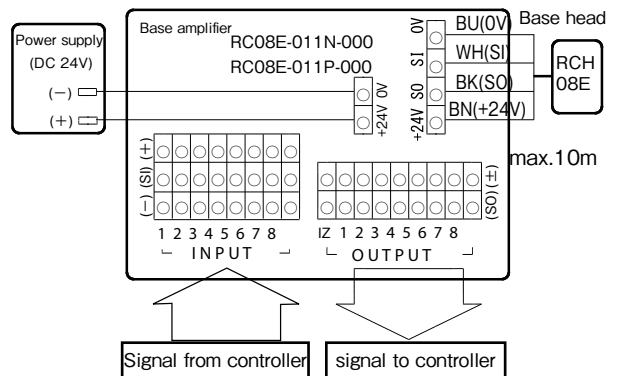 Power supply
(DC 24V)
(−)
(+)
Base amplifier
RC08E-011N-000
RC08E-011P-000
0V
+24V
0V
SI
SO
+24V
BU(0V)
WH(SI)
BK(SO)
BN(+24V)
Base head
RCH
08E
max.10m
(+)
(SI)
(−)
1 2 3 4 5 6 7 8
INPUT
(±)
(SO)
IZ 1 2 3 4 5 6 7 8
OUTPUT
Signal from controller
signal to controller